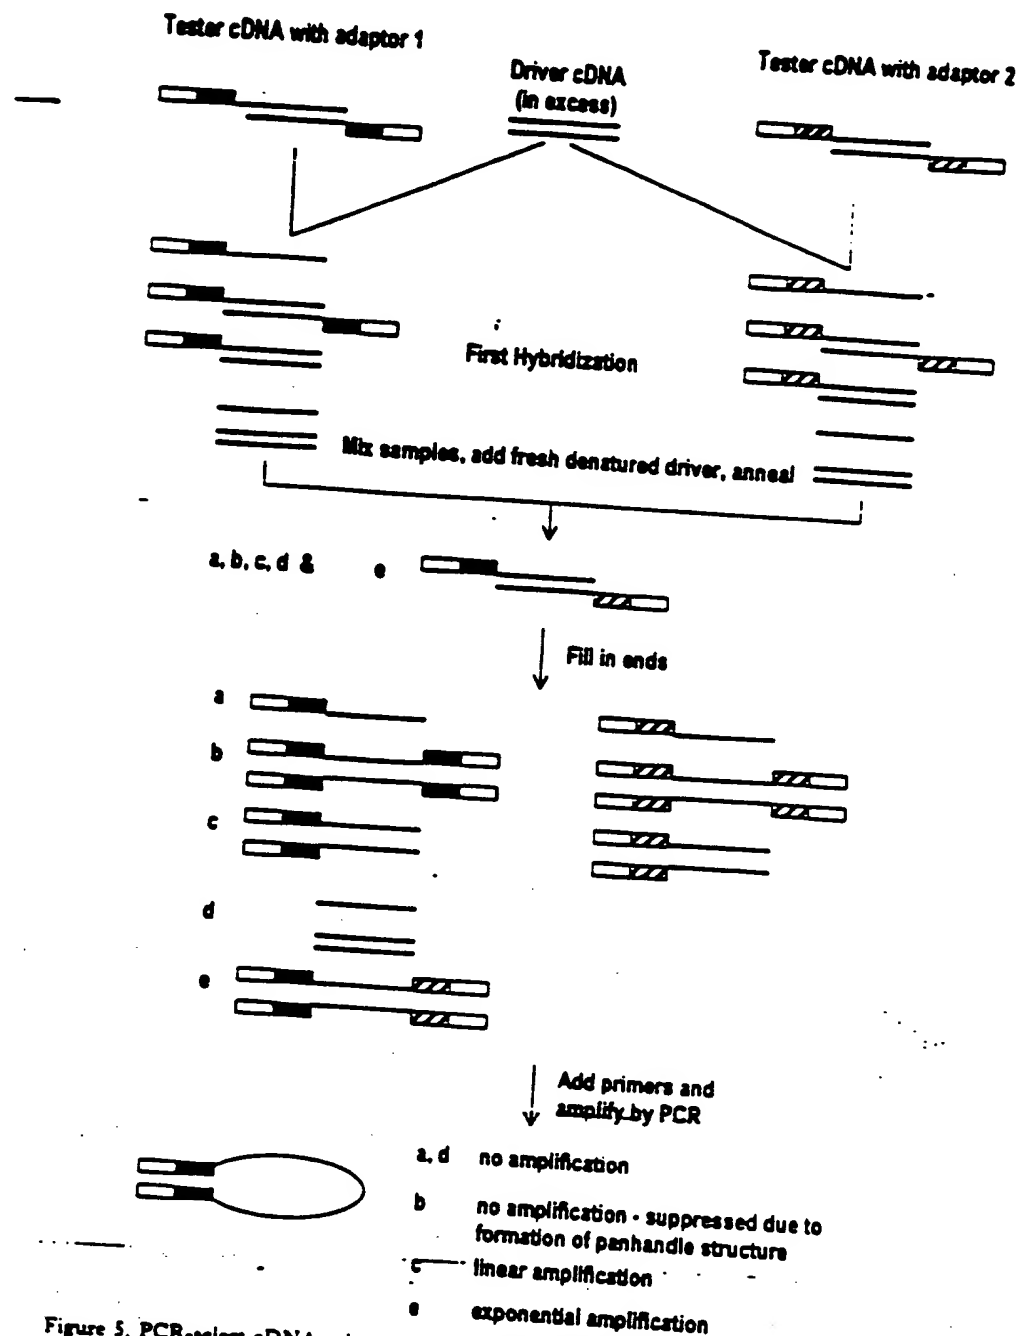 Tester cDNA with adaptor 1
Driver cDNA
(in excess)
Tester cDNA with adaptor 2
First Hybridization
Mix samples, add fresh denatured driver, anneal
a, b, c, d & e
Fill in ends
a
b
c
d
e
Add primers and
amplify by PCR
a, d no amplification
b no amplification - suppressed due to
formation of panhandle structure
c linear amplification
e exponential amplification
Figure 5. PCR-select cDNA